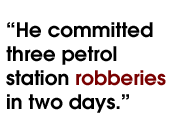 “He committed
three petrol
station robberies
in two days.”